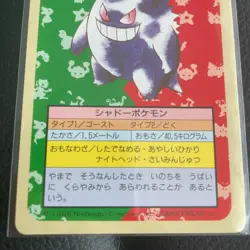 シャドーポケモン
タイプ1/ゴースト タイプ2/どく
たかさ/1,5メートル おもさ/40,5キログラム
おもなわざ/したでなめる・あやしいひかり
ナイトヘッド・さいみんじゅつ
やまで そうなんしたとき いのちを うばい
に くらやみから あらわれることが あると
いう。